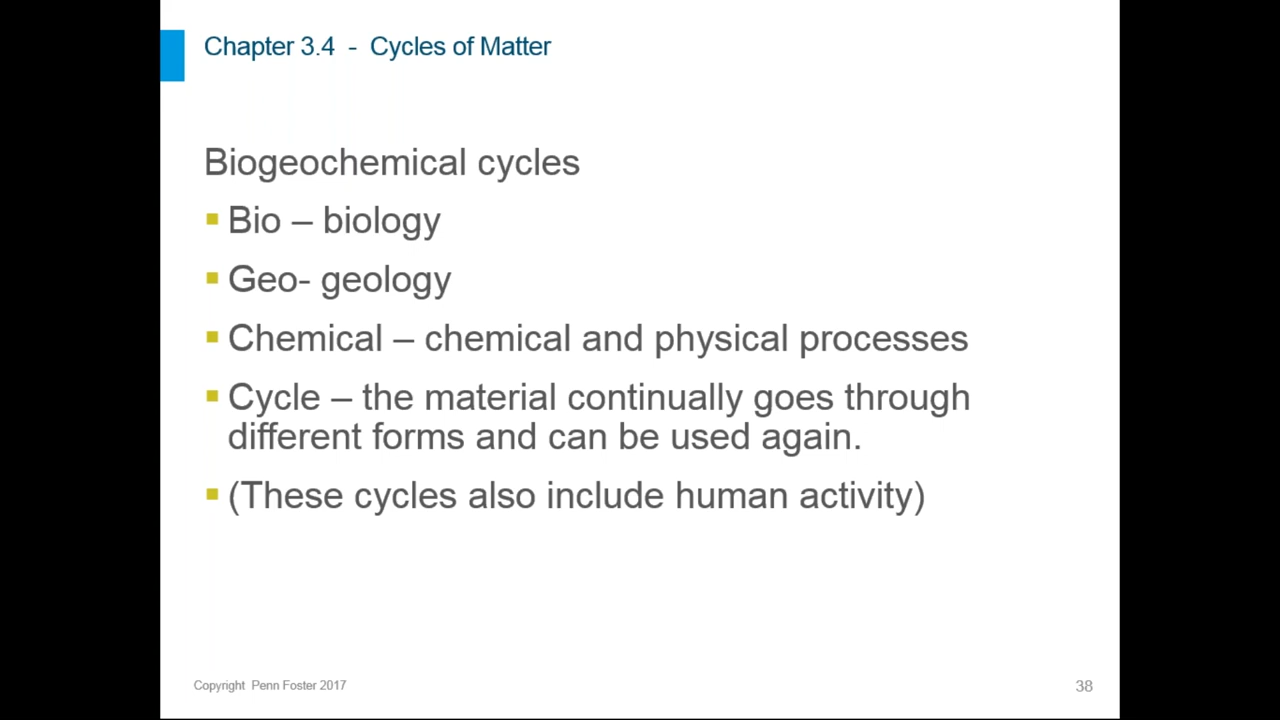 Chapter 3.4 - Cycles of Matter
Biogeochemical cycles
Bio – biology
Geo- geology
Chemical – chemical and physical processes
Cycle – the material continually goes through
different forms and can be used again.
(These cycles also include human activity)
Copyright Penn Foster 2017
38